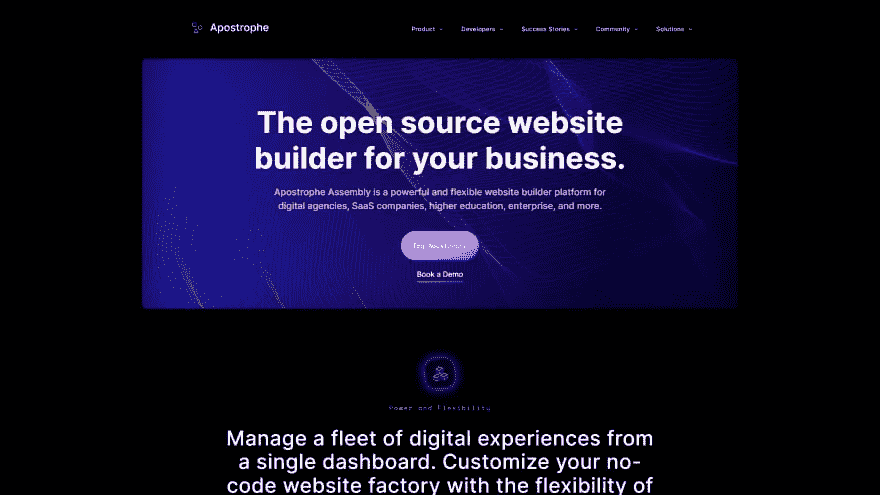 Apostrophe
Product
Developers
Success Stories
Community
Solutions
The open source website
builder for your business.
Apostrophe Assembly is a powerful and flexible website builder platform for
digital agencies, SaaS companies, higher education, enterprise, and more.
Book a Demo
Power and Flexibility
Manage a fleet of digital experiences from
a single dashboard. Customize your no-
code website factory with the flexibility of